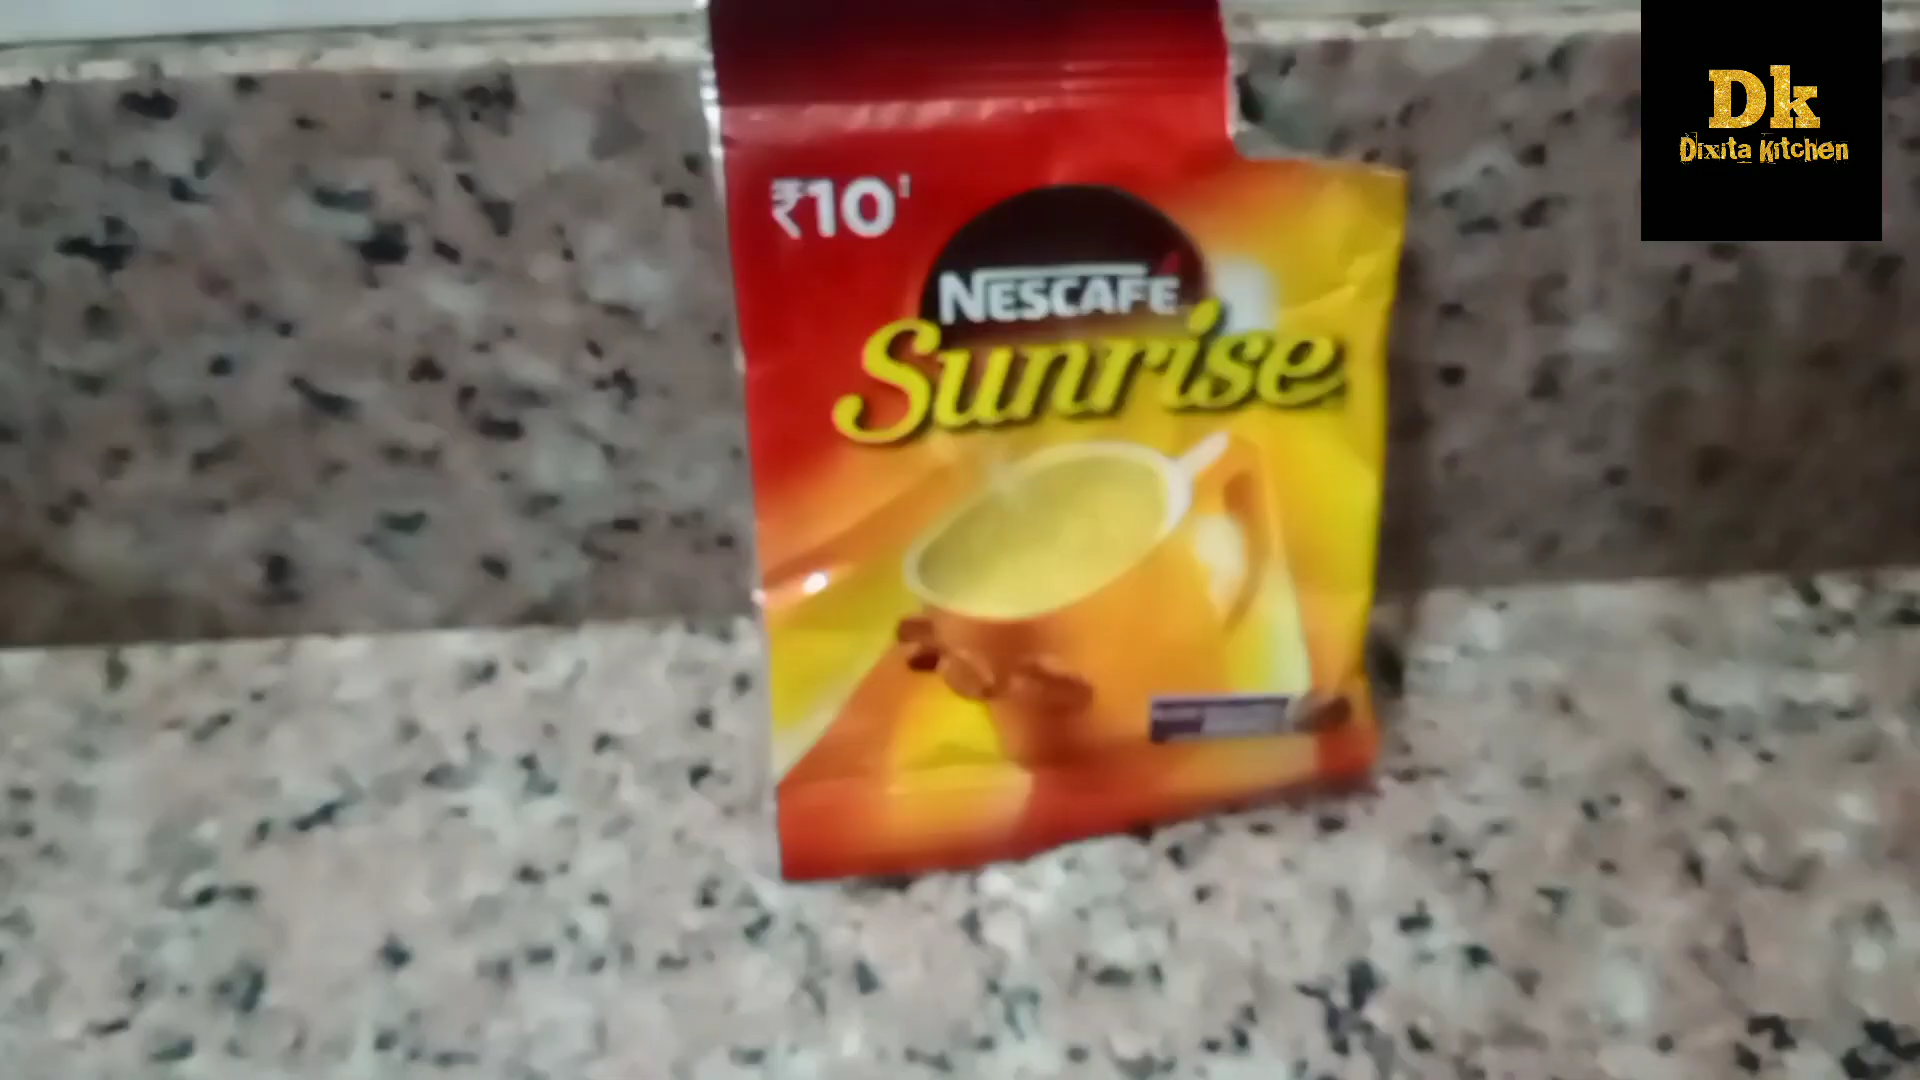 ₹10
NESCAFÉ
Sunrise
Dk
Dixita Kitchen